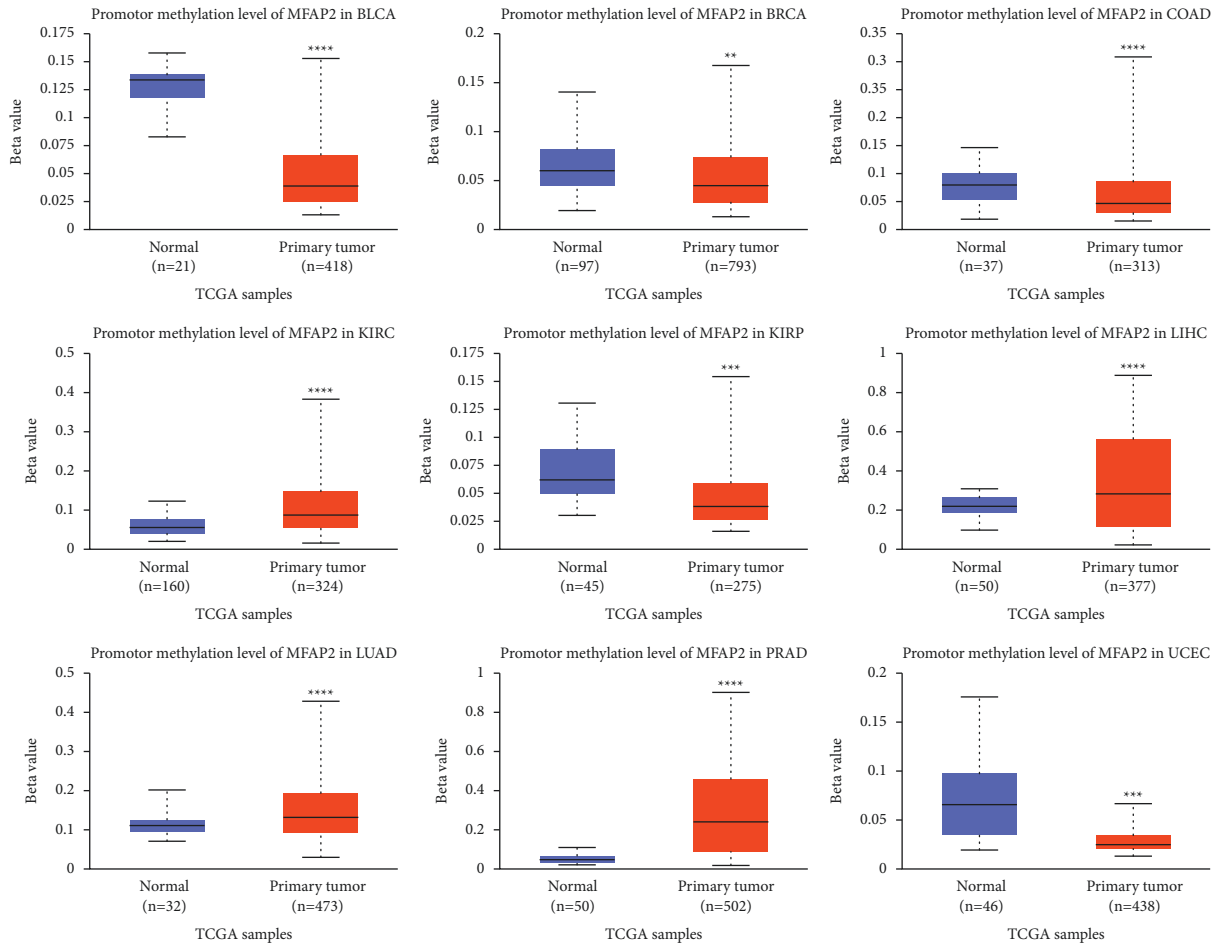 Promotor methylation level of MFAP2 in BLCA
0.175
0.15
0.125
0.1
0.075
0.05
0.025
0
Beta value
****
Normal
(n=21)
Primary tumor
(n=418)
TCGA samples
Promotor methylation level of MFAP2 in BRCA
0.2
0.15
0.1
0.05
0
Beta value
**
Normal
(n=97)
Primary tumor
(n=793)
TCGA samples
Promotor methylation level of MFAP2 in COAD
0.35
0.3
0.35
0.2
0.35
0.1
0.05
0
Beta value
****
Normal
(n=37)
Primary tumor
(n=313)
TCGA samples
Promotor methylation level of MFAP2 in KIRC
0.5
0.4
0.3
0.2
0.1
0
Beta value
****
Normal
(n=160)
Primary tumor
(n=324)
TCGA samples
Promotor methylation level of MFAP2 in KIRP
0.175
0.15
0.125
0.1
0.075
0.05
0.025
0
Beta value
***
Normal
(n=45)
Primary tumor
(n=275)
TCGA samples
Promotor methylation level of MFAP2 in LIHC
1
0.8
0.6
0.4
0.2
0
Beta value
****
Normal
(n=50)
Primary tumor
(n=377)
TCGA samples
Promotor methylation level of MFAP2 in LUAD
0.5
0.4
0.3
0.2
0.1
0
Beta value
****
Normal
(n=32)
Primary tumor
(n=473)
TCGA samples
Promotor methylation level of MFAP2 in PRAD
1
0.8
0.6
0.4
0.2
0
Beta value
****
Normal
(n=50)
Primary tumor
(n=502)
TCGA samples
Promotor methylation level of MFAP2 in UCEC
0.2
0.15
0.1
0.05
0
Beta value
***
Normal
(n=46)
Primary tumor
(n=438)
TCGA samples